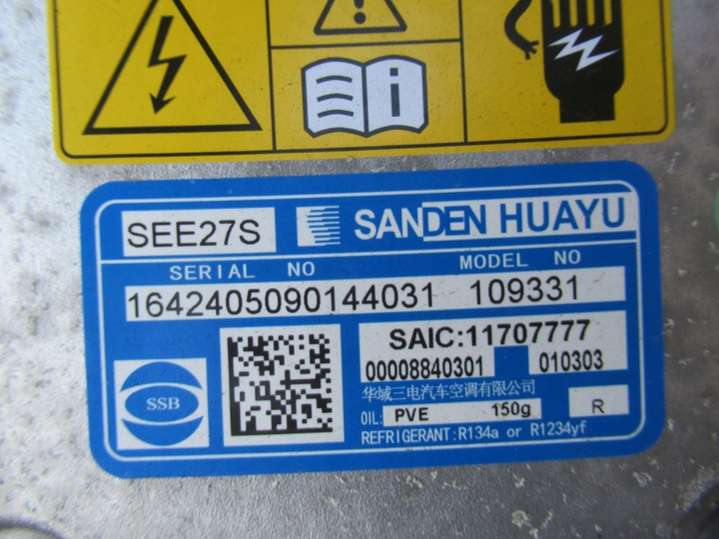 i
SEE27S
SANDEN HUAYU
SERIAL NO MODEL NO
1642405090144031 109331
SAIC:11707777
00008840301 010303
华域三电汽车空调有限公司
SSB
OIL: PVE 150g R
REFRIGERANT:R134a or R1234yf